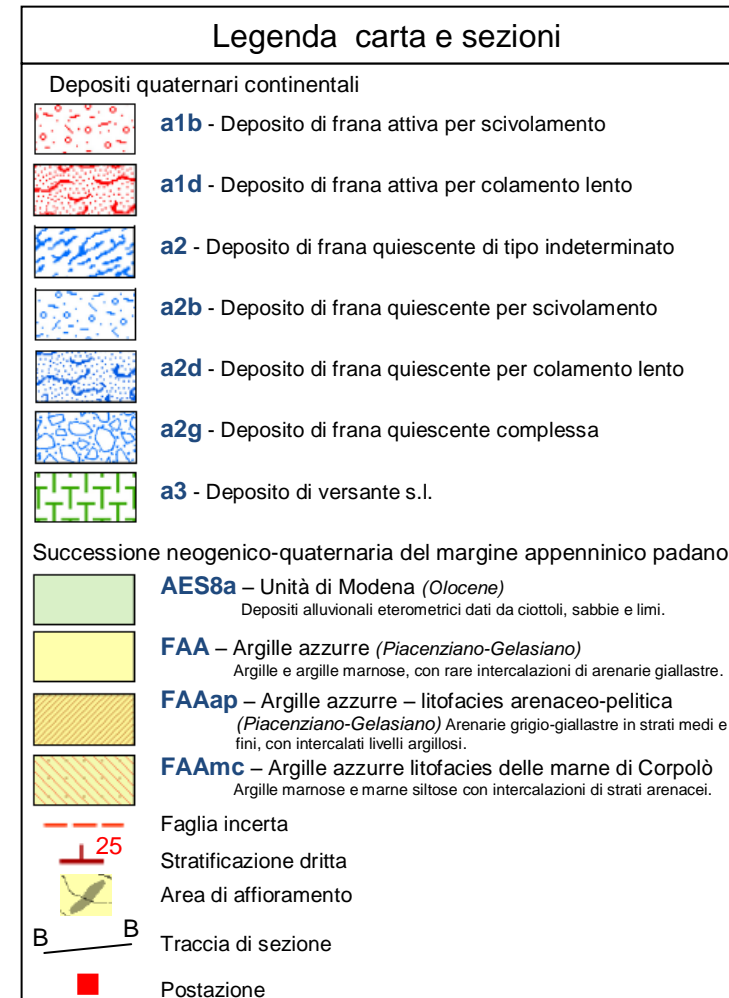 Legenda carta e sezioni
Depositi quaternari continentali
a1b - Deposito di frana attiva per scivolamento
a1d - Deposito di frana attiva per colamento lento
a2 - Deposito di frana quiescente di tipo indeterminato
a2b - Deposito di frana quiescente per scivolamento
a2d - Deposito di frana quiescente per colamento lento
a2g - Deposito di frana quiescente complessa
a3 - Deposito di versante s.l.
Successione neogenico-quaternaria del margine appenninico padano
AES8a – Unità di Modena (Olocene)
Depositi alluvionali eterometrici dati da ciottoli, sabbie e limi.
FAA – Argille azzurre (Piacenziano-Gelasiano)
Argille e argille marnose, con rare intercalazioni di arenarie giallastre.
FAAap – Argille azzurre – litofacies arenaceo-pelitica
(Piacenziano-Gelasiano) Arenarie grigio-giallastre in strati medi e
fini, con intercalati livelli argillosi.
FAAmc – Argille azzurre litofacies delle marne di Corpolò
Argille marnose e marne siltose con intercalazioni di strati arenacei.
Faglia incerta
25 Stratificazione dritta
Area di affioramento
B B Traccia di sezione
Postazione